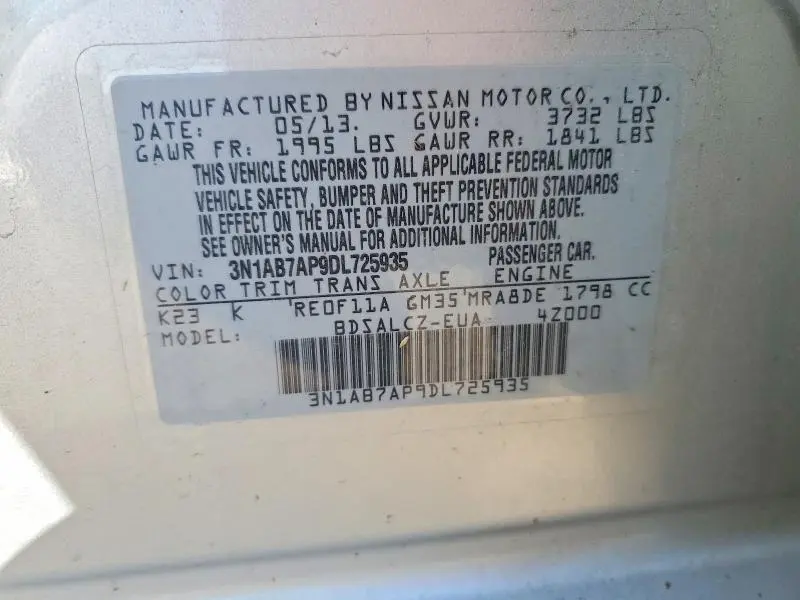 MANUFACTURED BY NISSAN MOTOR CO., LTD.
DATE: 05/13. GVWR: 3732 LBS
GAWR FR: 1995 LBS GAWR RR: 1841 LBS
THIS VEHICLE CONFORMS TO ALL APPLICABLE FEDERAL MOTOR
VEHICLE SAFETY, BUMPER AND THEFT PREVENTION STANDARDS
IN EFFECT ON THE DATE OF MANUFACTURE SHOWN ABOVE.
SEE OWNER'S MANUAL FOR ADDITIONAL INFORMATION.
VIN: 3N1AB7AP9DL725935 PASSENGER CAR.
COLOR TRIM TRANS AXLE ENGINE
K23 K 'RE0F11A GM35'MRA8DE 1798 CC
MODEL: BDSALCZ-EUA 4Z000
3N1AB7AP9DL725935